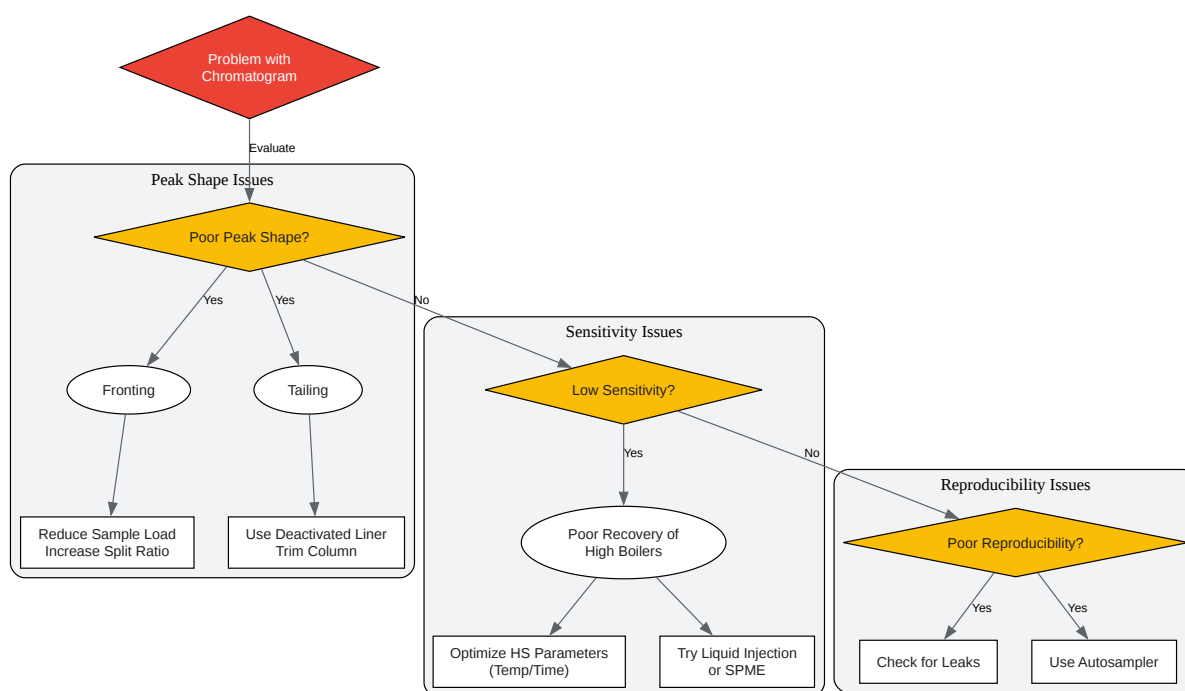 Problem with
Chromatogram
Evaluate
Peak Shape Issues
Poor Peak Shape?
Yes
Yes
No
Fronting
Tailing
Reduce Sample Load
Increase Split Ratio
Use Deactivated Liner
Trim Column
Sensitivity Issues
Low Sensitivity?
Yes
No
Poor Recovery of
High Boilers
Optimize HS Parameters
(Temp/Time)
Try Liquid Injection
or SPME
Reproducibility Issues
Poor Reproducibility?
Yes
Yes
Check for Leaks
Use Autosampler